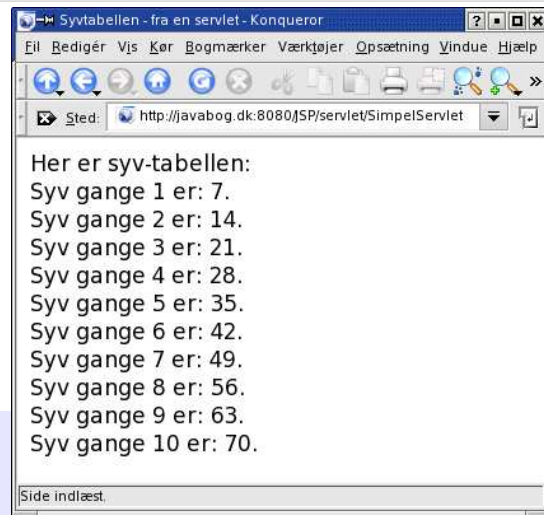 Syvtabellen - fra en servlet - Konqueror
Fil Redigér Vis Kør Bogmærker Værktøjer Opsætning Vindue Hjælp
Sted: http://javabog.dk:8080/JSP/servlet/SimpelServlet
Her er syv-tabellen:
Syv gange 1 er: 7.
Syv gange 2 er: 14.
Syv gange 3 er: 21.
Syv gange 4 er: 28.
Syv gange 5 er: 35.
Syv gange 6 er: 42.
Syv gange 7 er: 49.
Syv gange 8 er: 56.
Syv gange 9 er: 63.
Syv gange 10 er: 70.
Side indlæst.